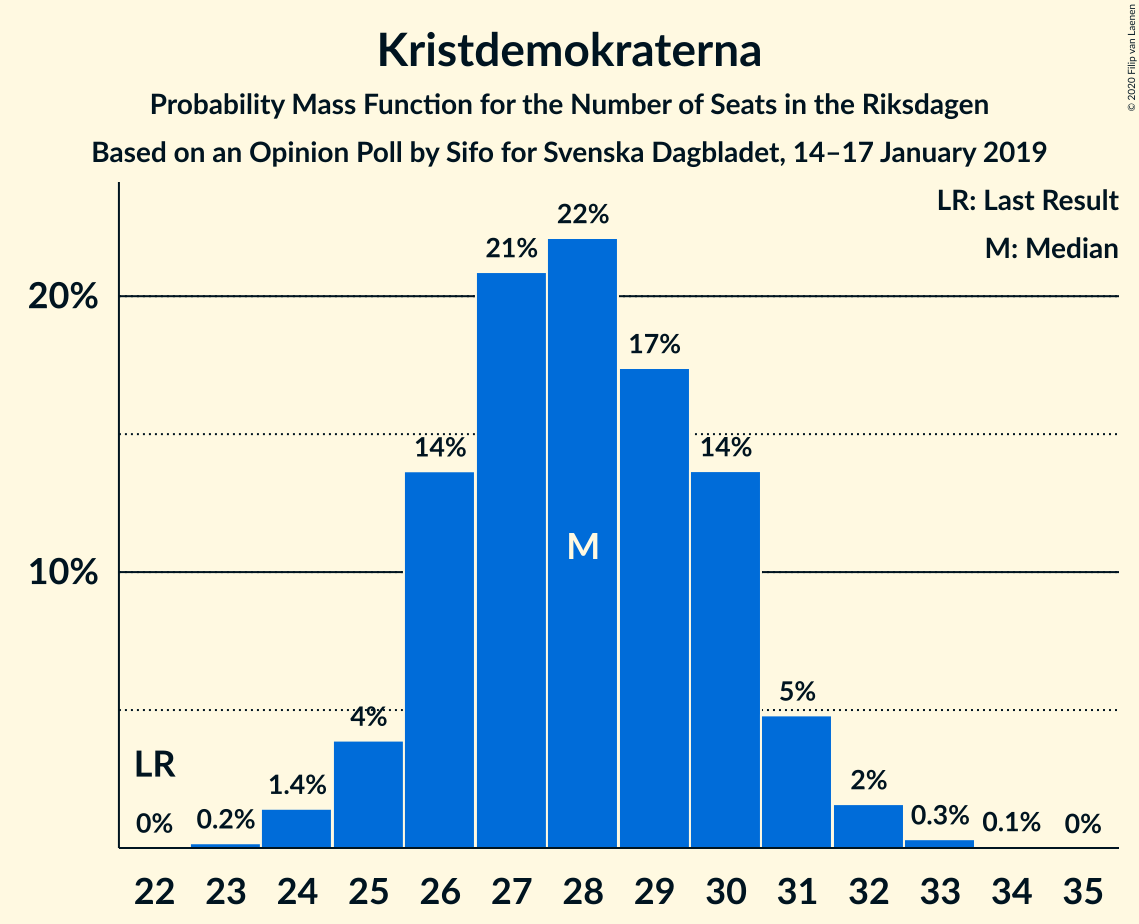 Kristdemokraterna
Probability Mass Function for the Number of Seats in the Riksdagen
Based on an Opinion Poll by Sifo for Svenska Dagbladet, 14–17 January 2019
© 2020 Filip van Laenen
LR: Last Result
M: Median
20%
10%
LR
0%
0.2%
1.4%
4%
14%
21%
22%
M
17%
14%
5%
2%
0.3%
0.1%
0%
22 23 24 25 26 27 28 29 30 31 32 33 34 35